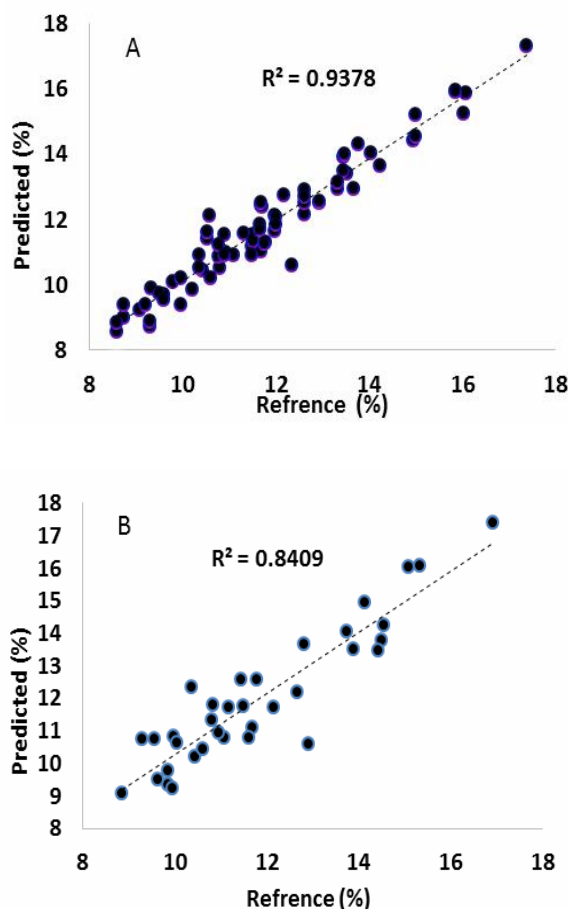 A
R² = 0.9378
Predicted (%)
18
16
14
12
10
8
8 10 12 14 16 18
Refrence (%)
B
R² = 0.8409
Predicted (%)
18
17
16
15
14
13
12
11
10
9
8
8 10 12 14 16 18
Refrence (%)